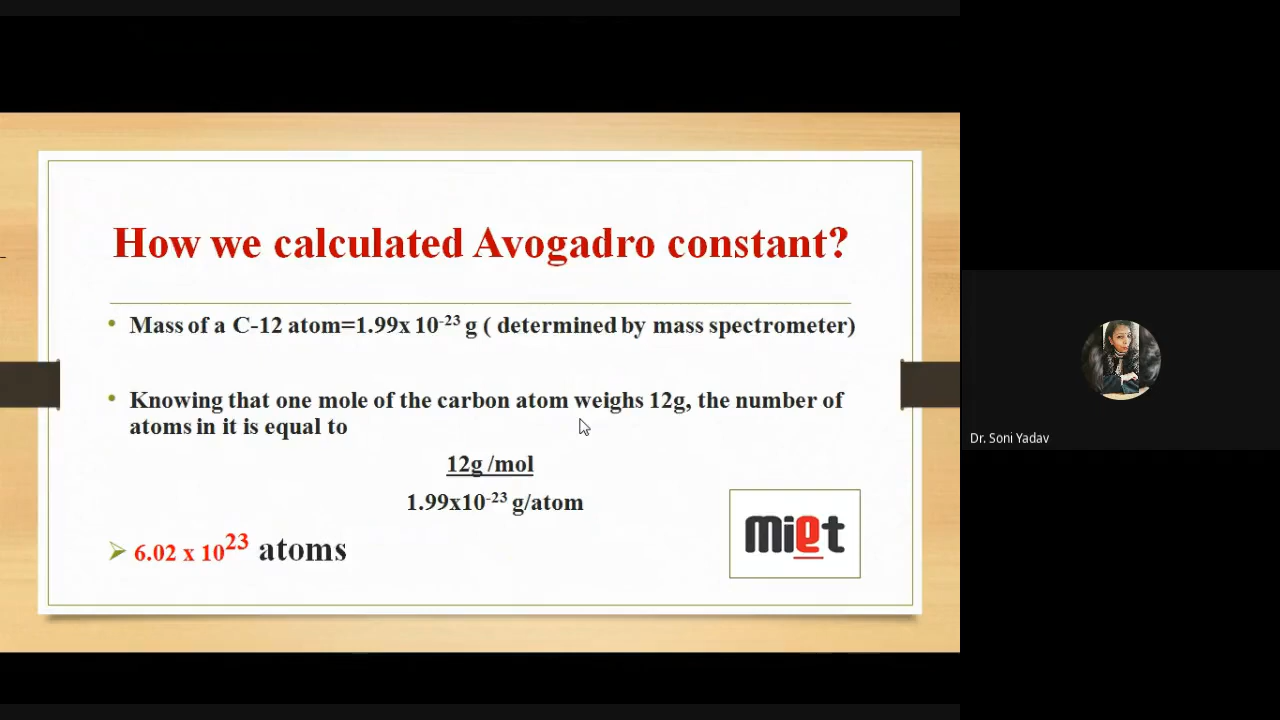 How we calculated Avogadro constant?
• Mass of a C-12 atom=1.99x 10⁻²³ g ( determined by mass spectrometer)
• Knowing that one mole of the carbon atom weighs 12g, the number of
atoms in it is equal to
12g /mol
1.99x10⁻²³ g/atom
➢ 6.02 x 10²³ atoms
miet
Dr. Soni Yadav